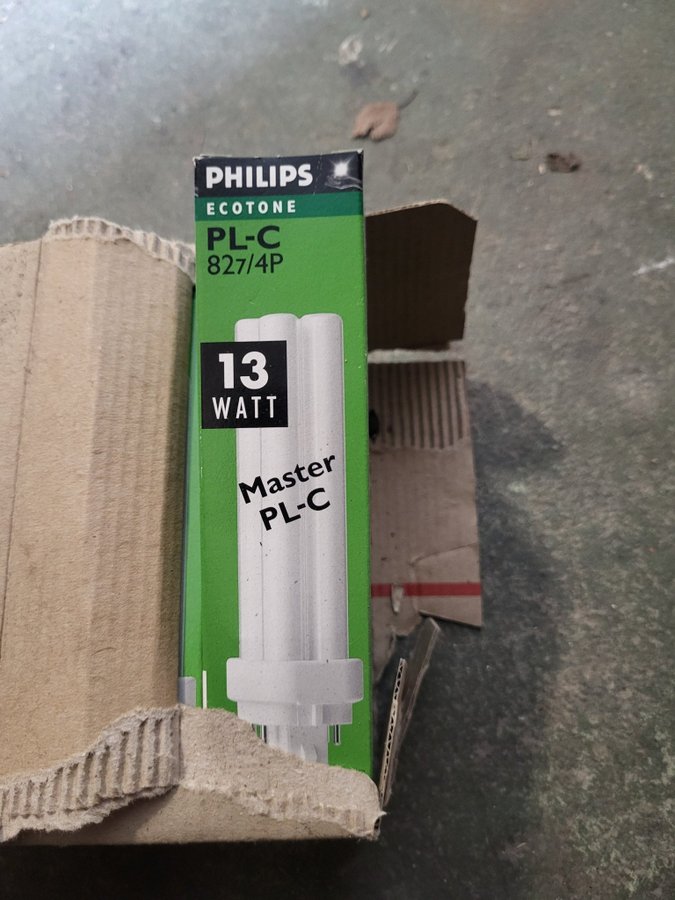 PHILIPS
ECOTONE
PL-C
827/4P
13
WATT
Master
PL-C